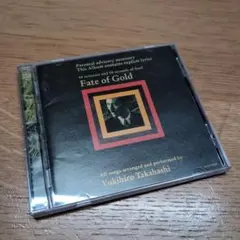 Parental advisory necessary
This Album contains explicit lyrics
Fate of Gold
All songs arranged and performed by
Yukihiro Takahashi